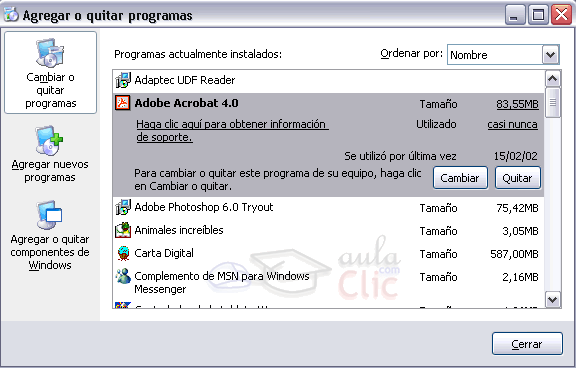 Agregar o quitar programas
Cambiar o
quitar
programas
Agregar nuevos
programas
Agregar o quitar
componentes de
Windows
Programas actualmente instalados:
Ordenar por: Nombre
Adaptec UDF Reader
Adobe Acrobat 4.0 Tamaño 83,55MB
Haga clic aquí para obtener información Utilizado casi nunca
de soporte.
Se utilizó por última vez 15/02/02
Para cambiar o quitar este programa de su equipo, haga clic
en Cambiar o quitar.
Cambiar Quitar
Adobe Photoshop 6.0 Tryout Tamaño 75,42MB
Animales increíbles Tamaño 3,05MB
Carta Digital Tamaño 587,00MB
Complemento de MSN para Windows Tamaño 2,16MB
Messenger
aula
.com
Clic
Cerrar